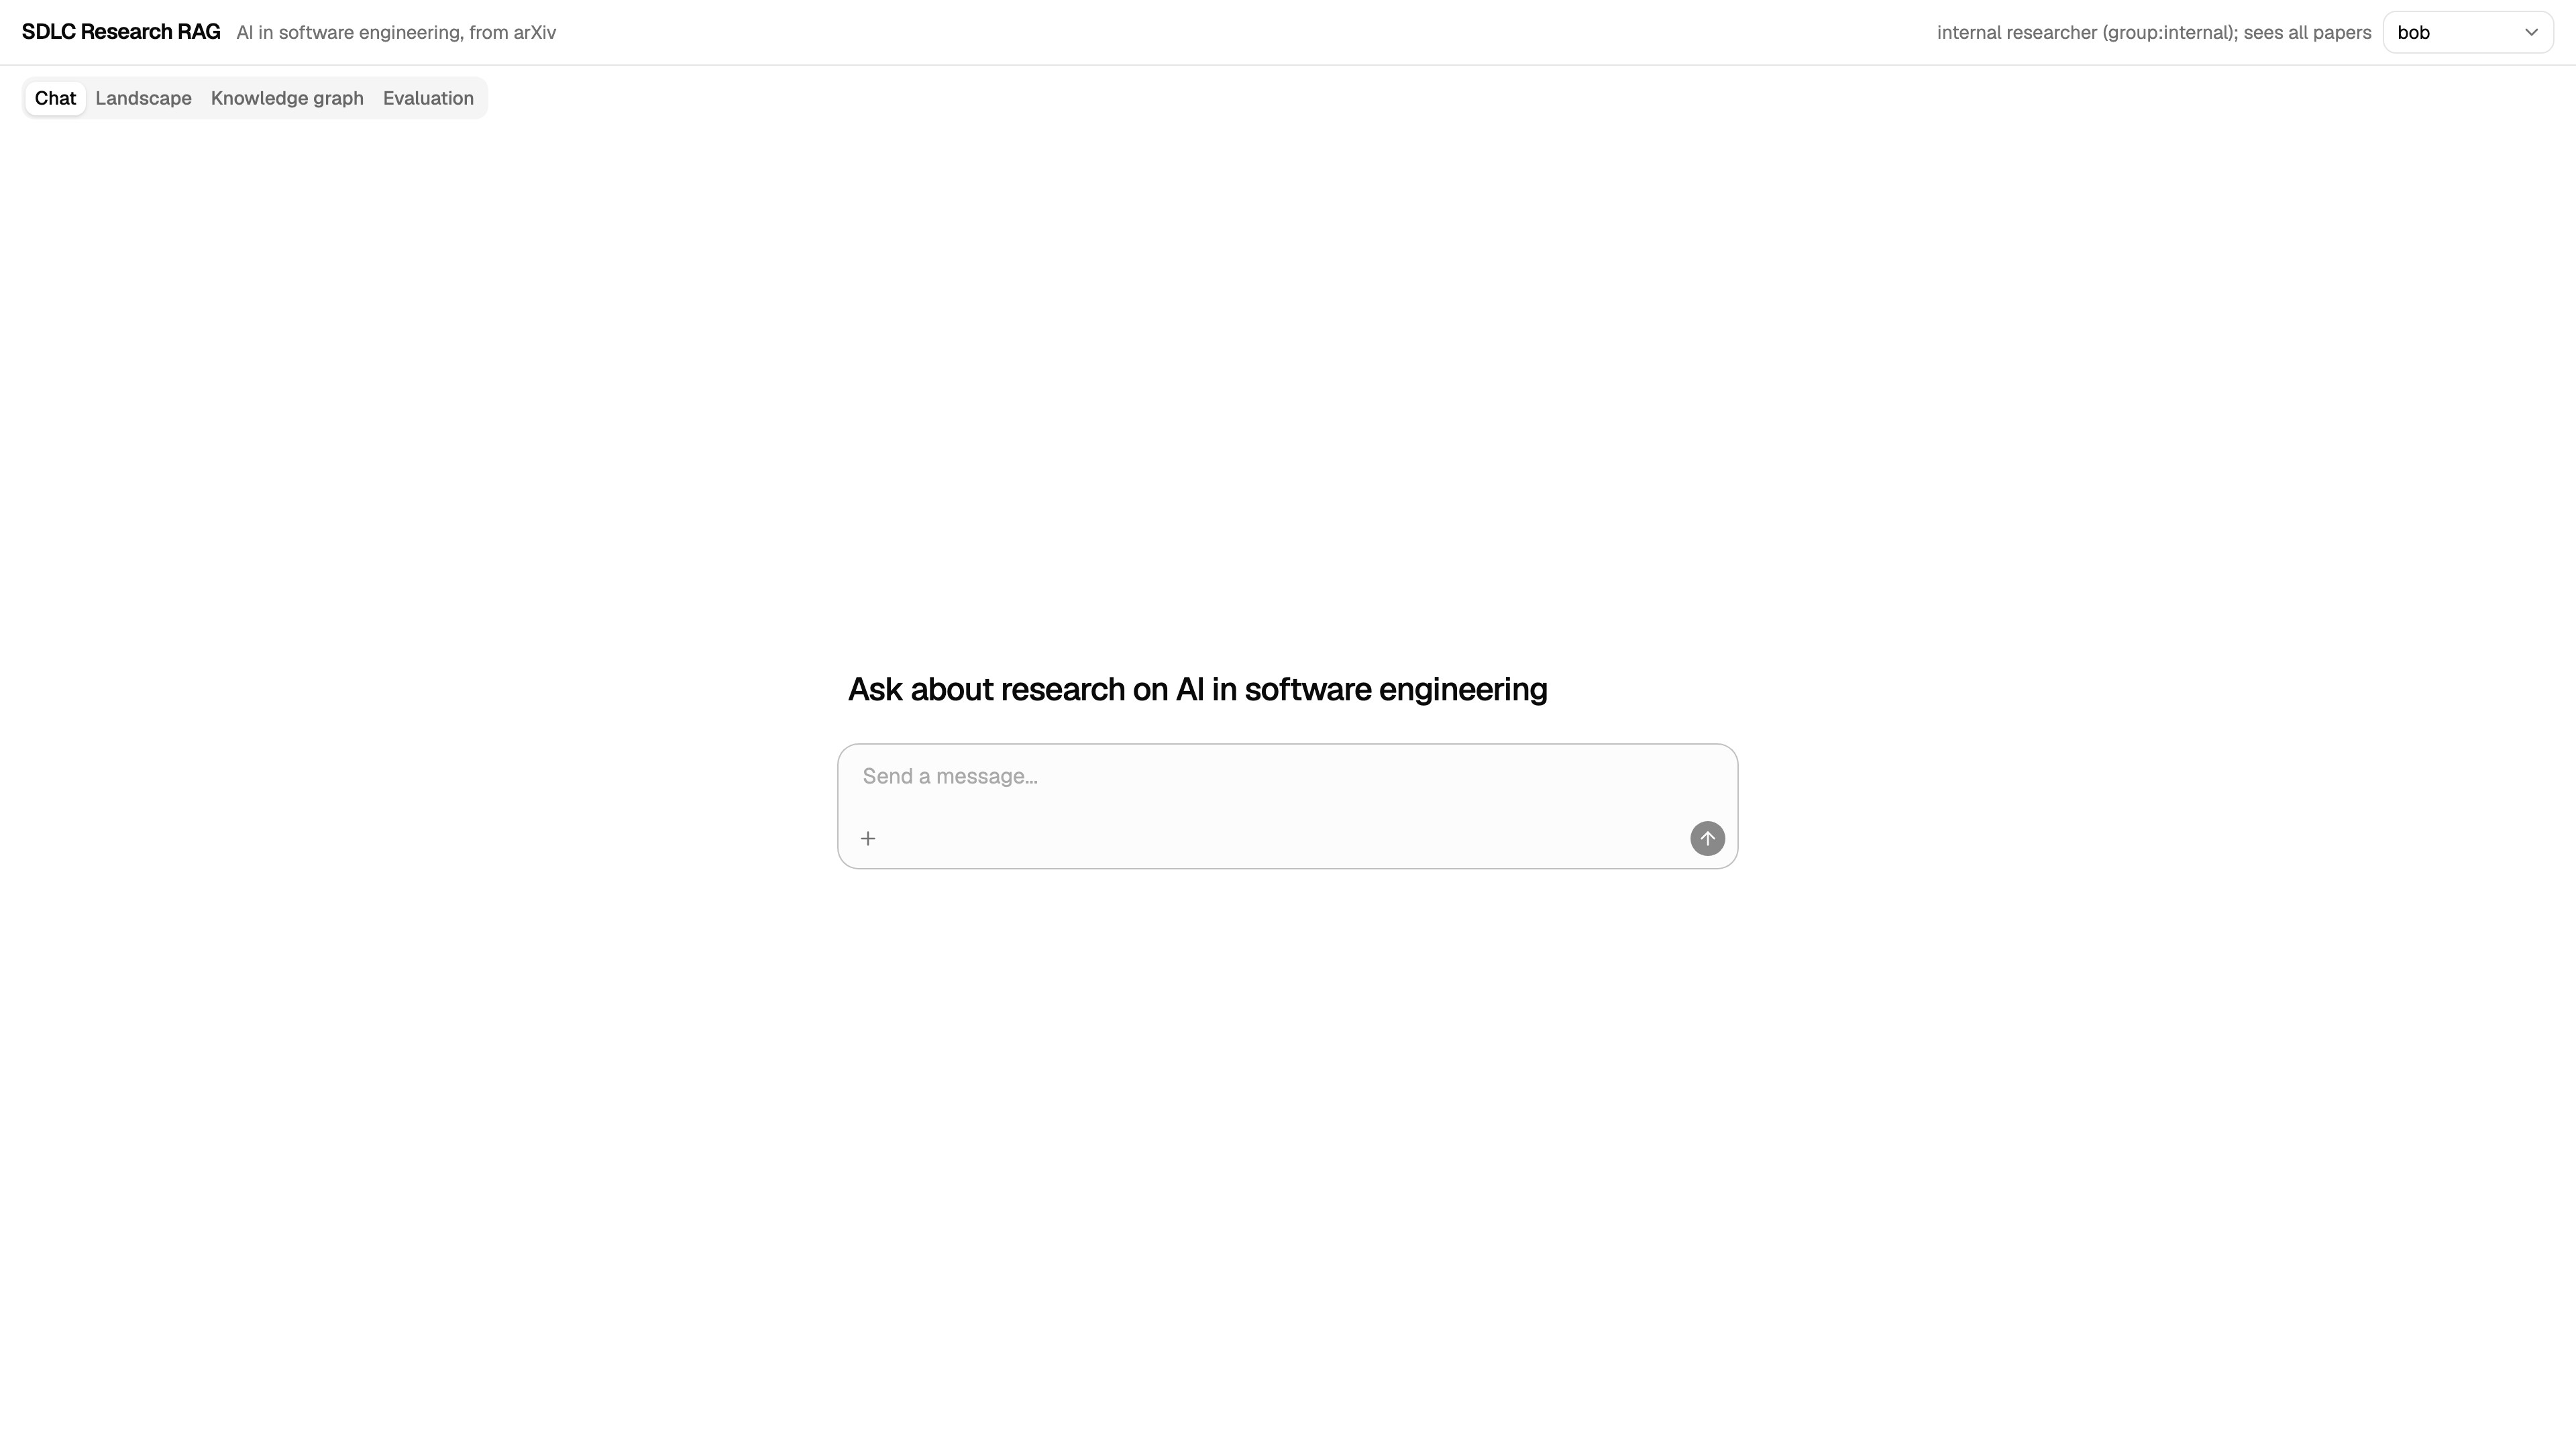 SDLC Research RAG AI in software engineering, from arXiv internal researcher (group:internal); sees all papers bob
Chat Landscape Knowledge graph Evaluation
Ask about research on AI in software engineering
Send a message...